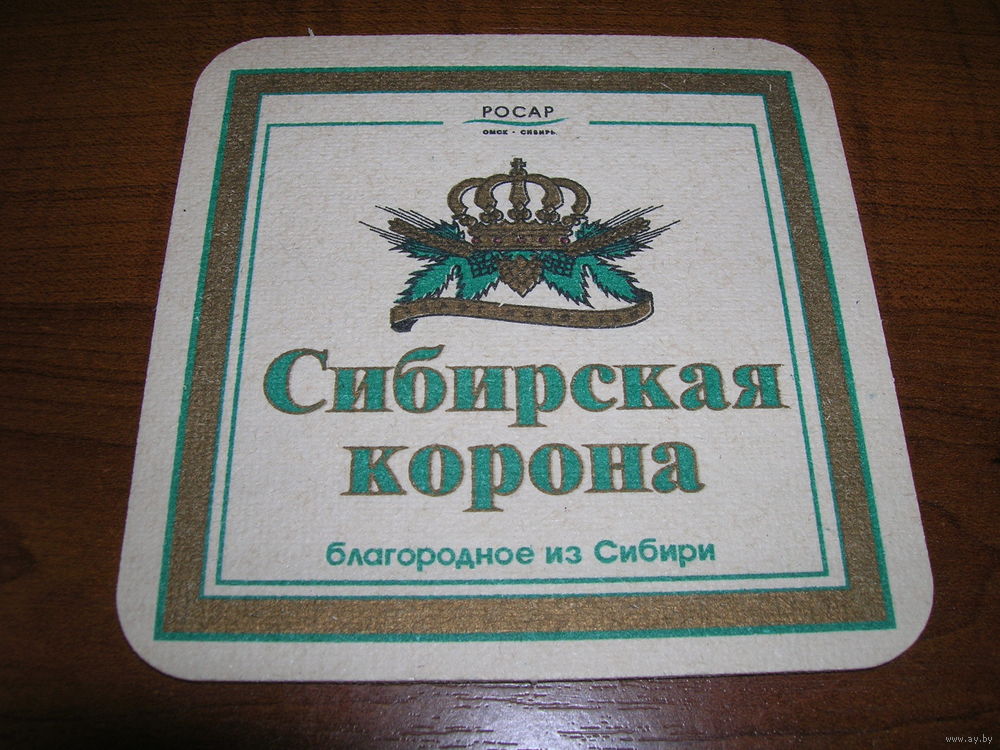 РОСАР
ОМСК • СИБИРЬ
Сибирская
корона
благородное из Сибири
www.ay.by